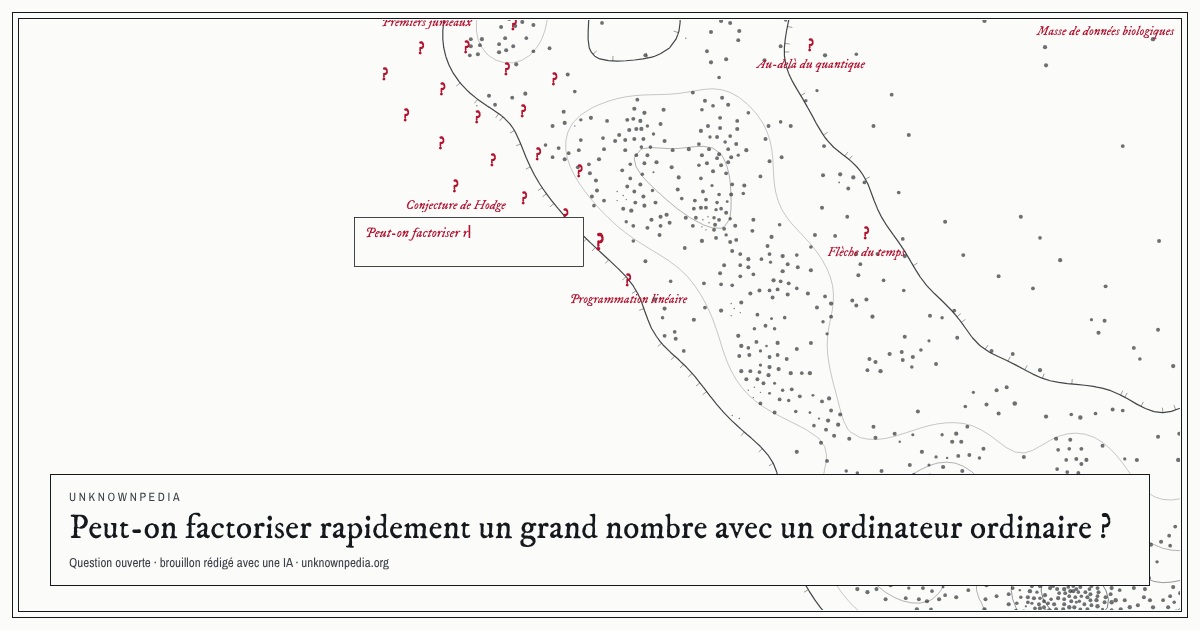 Premiers jumeaux
Masse de données biologiques
?
Au-delà du quantique
Conjecture de Hodge
Peut-on factoriser r
Flèche du temps
Programmation linéaire
UNKNOWNPEDIA
Peut-on factoriser rapidement un grand nombre avec un ordinateur ordinaire ?
Question ouverte · brouillon rédigé avec une IA · unknownpedia.org